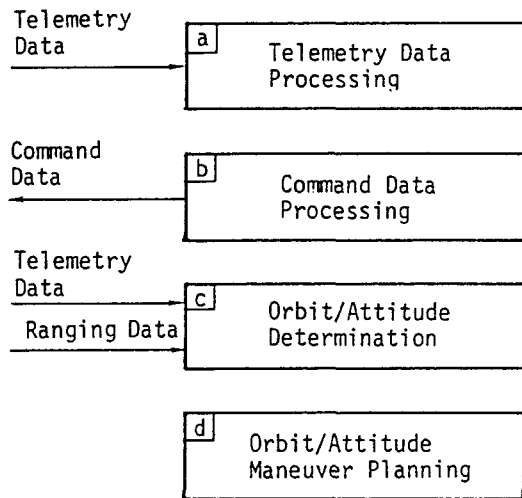 Telemetry
Data
a
Telemetry Data
Processing
Command
Data
b
Command Data
Processing
Telemetry
Data
Ranging Data
c
Orbit/Attitude
Determination
d
Orbit/Attitude
Maneuver Planning